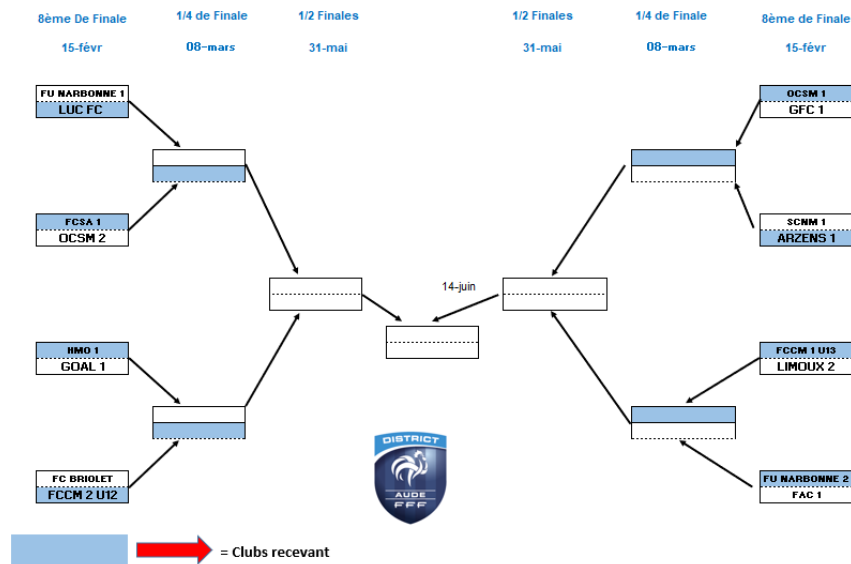 8ème De Finale
1/4 de Finale
1/2 Finales
1/2 Finales
1/4 de Finale
8ème de Finale
15-févr
08-mars
31-mai
31-mai
08-mars
15-févr
FU NARBONNE 1
LUC FC
OCSM 1
GFC 1
FCSA 1
OCSM 2
SCNM 1
ARZENS 1
14-juin
HMO 1
GOAL 1
FCCM 1 U13
LIMOUX 2
FC BRIOLET
FCCM 2 U12
FU NARBONNE 2
FAC 1
DISTRICT
AUDE
FFF
= Clubs recevant